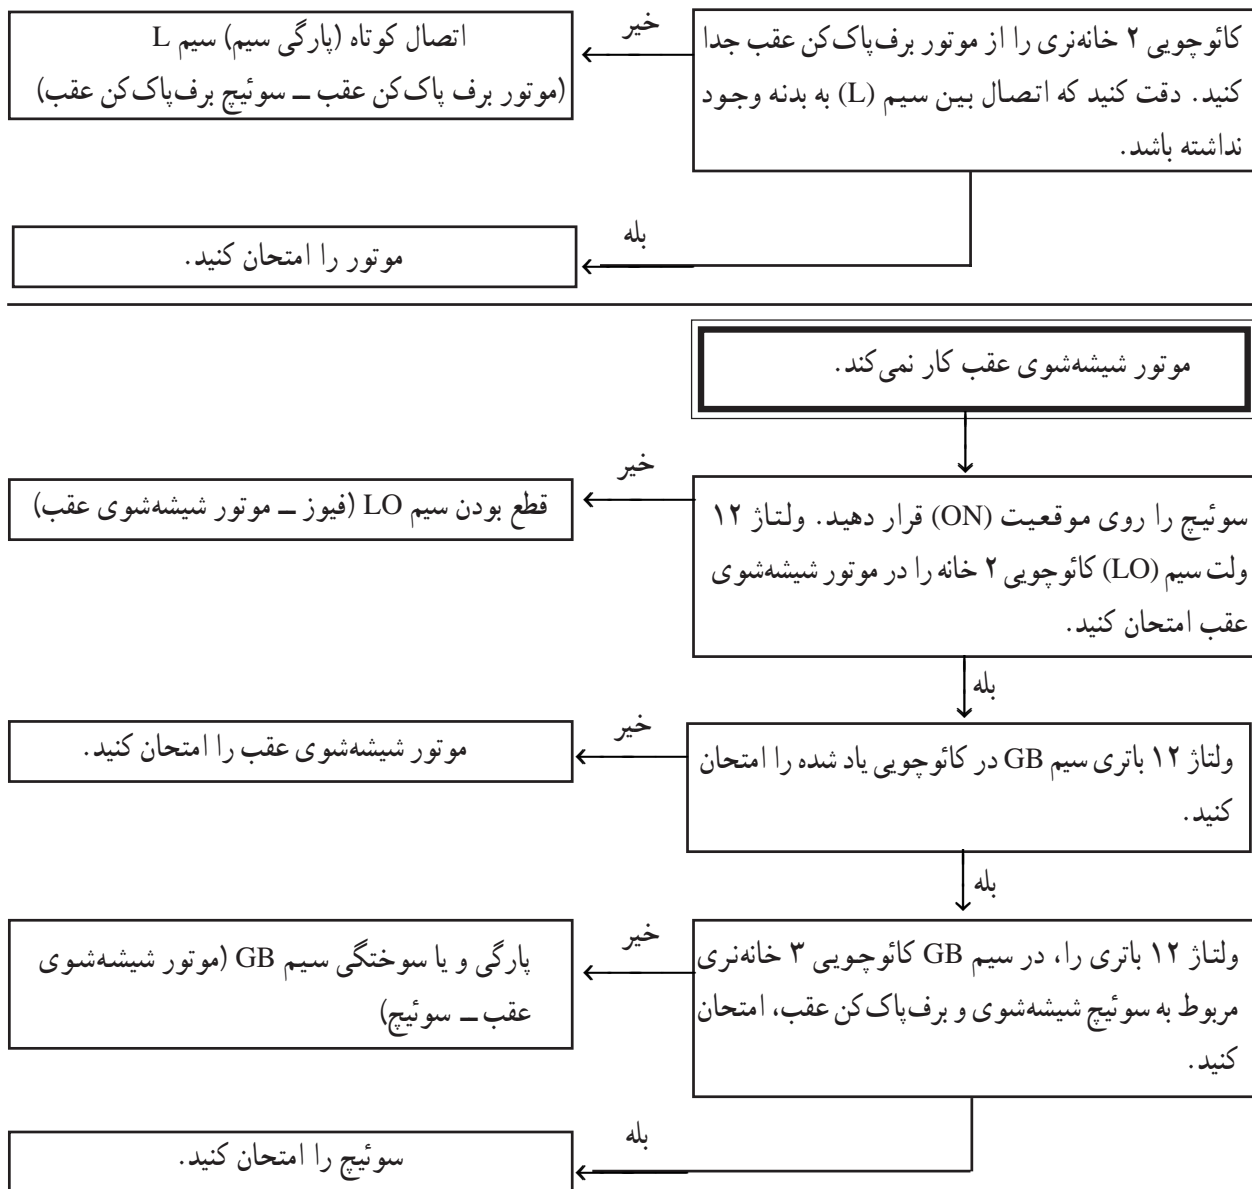 کائوچویی ۲ خانه‌نری را از موتور برف‌پاک‌کن عقب جدا
کنید. دقت کنید که اتصال بین سیم (L) به بدنه وجود
نداشته باشد.
خیر
اتصال کوتاه (پارگی سیم) سیم L
(موتور برف پاک‌کن عقب ــ سوئیچ برف‌پاک‌کن عقب)
بله
موتور را امتحان کنید.
موتور شیشه‌شوی عقب کار نمی‌کند.
سوئیچ را روی موقعیت (ON) قرار دهید. ولتاژ ۱۲
ولت سیم (LO) کائوچویی ۲ خانه را در موتور شیشه‌شوی
عقب امتحان کنید.
خیر
قطع بودن سیم LO (فیوز ــ موتور شیشه‌شوی عقب)
بله
ولتاژ ۱۲ باتری سیم GB در کائوچویی یاد شده را امتحان
کنید.
خیر
موتور شیشه‌شوی عقب را امتحان کنید.
بله
ولتاژ ۱۲ باتری را، در سیم GB کائوچویی ۳ خانه‌نری
مربوط به سوئیچ شیشه‌شوی و برف‌پاک‌کن عقب، امتحان
کنید.
خیر
پارگی و یا سوختگی سیم GB (موتور شیشه‌شوی
عقب ــ سوئیچ)
بله
سوئیچ را امتحان کنید.